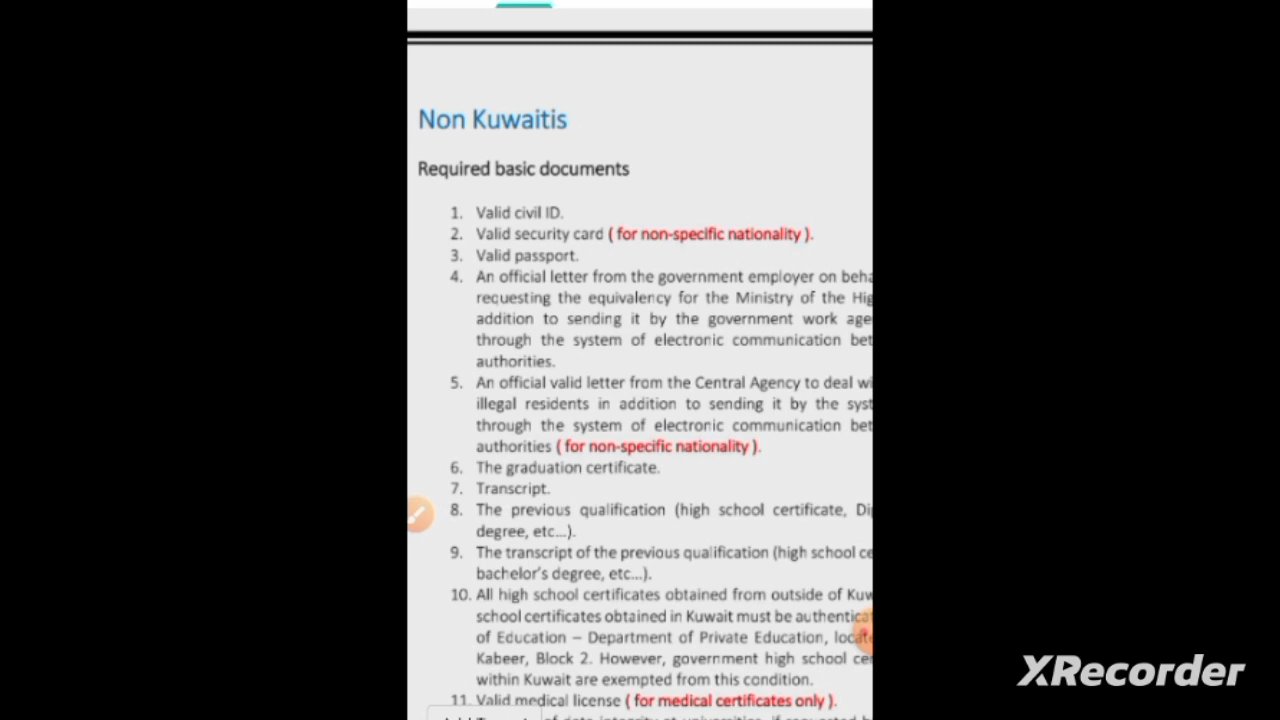 Non Kuwaitis
Required basic documents
1. Valid civil ID.
2. Valid security card ( for non-specific nationality ).
3. Valid passport.
4. An official letter from the government employer on beha
requesting the equivalency for the Ministry of the Hig
addition to sending it by the government work age
through the system of electronic communication bet
authorities.
5. An official valid letter from the Central Agency to deal wi
illegal residents in addition to sending it by the syst
through the system of electronic communication bet
authorities ( for non-specific nationality ).
6. The graduation certificate.
7. Transcript.
8. The previous qualification (high school certificate, Dip
degree, etc...).
9. The transcript of the previous qualification (high school ce
bachelor's degree, etc...).
10. All high school certificates obtained from outside of Kuw
school certificates obtained in Kuwait must be authenticat
of Education – Department of Private Education, locate
Kabeer, Block 2. However, government high school cer
within Kuwait are exempted from this condition.
11. Valid medical license ( for medical certificates only ).
XRecorder